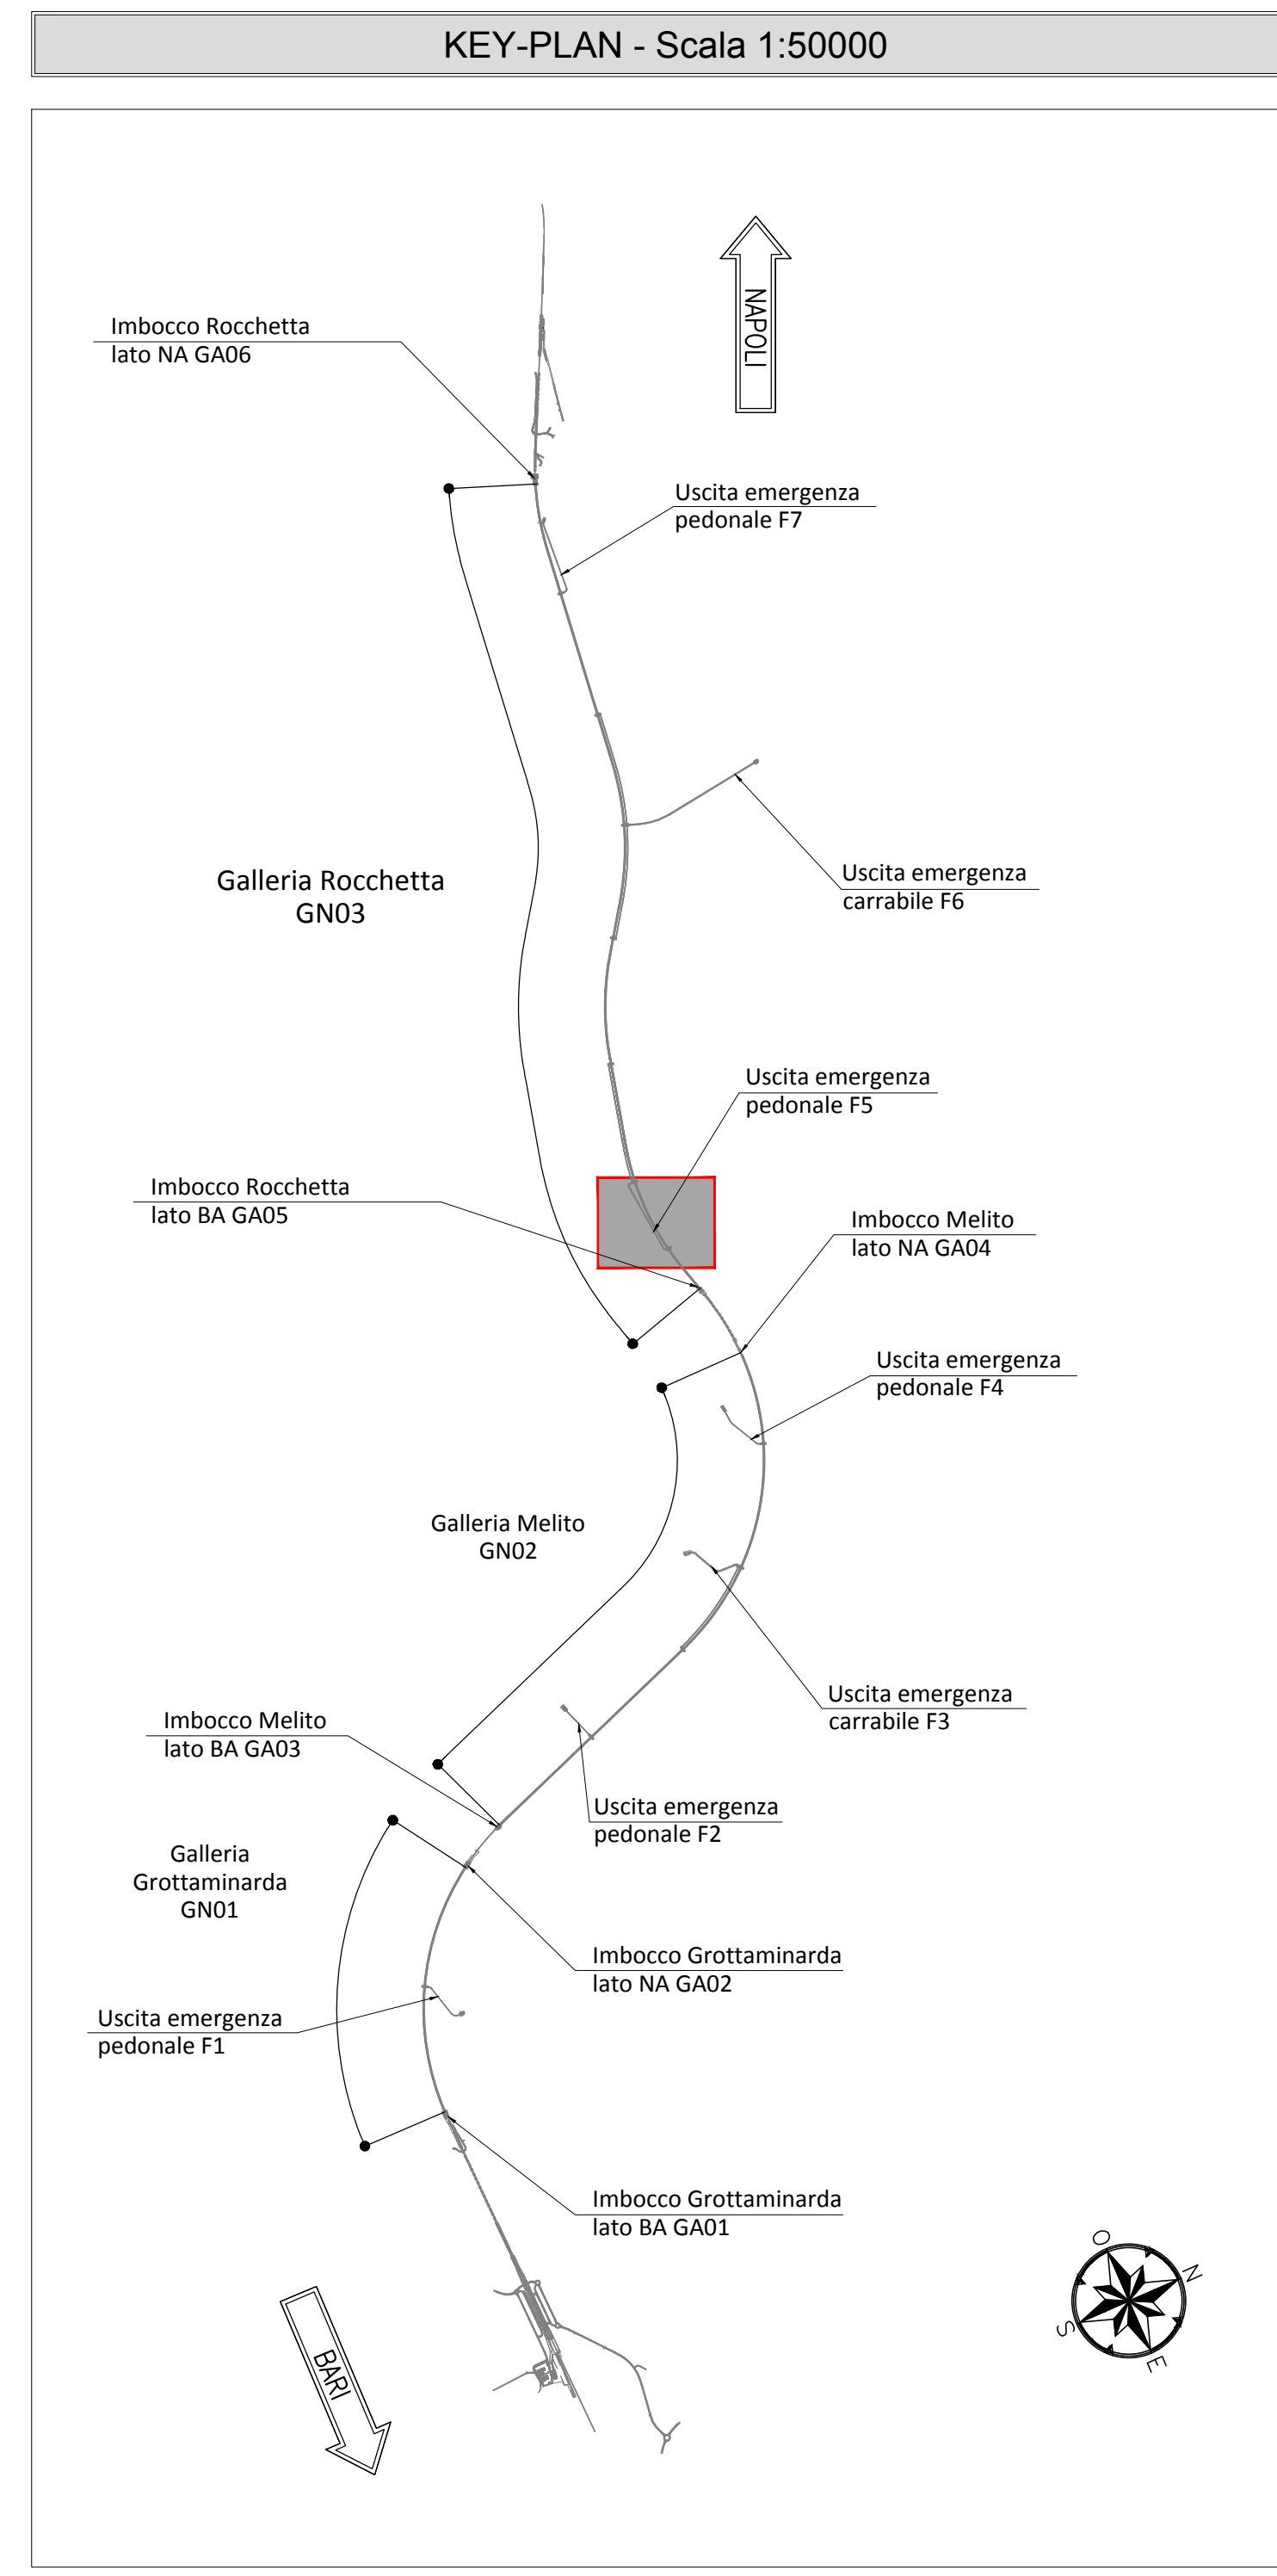 KEY-PLAN - Scala 1:50000
NAPOLI
Imbocco Rocchetta
lato NA GA06
Uscita emergenza
pedonale F7
Galleria Rocchetta
GN03
Uscita emergenza
carrabile F6
Uscita emergenza
pedonale F5
Imbocco Rocchetta
lato BA GA05
Imbocco Melito
lato NA GA04
Uscita emergenza
pedonale F4
Galleria Melito
GN02
Uscita emergenza
carrabile F3
Imbocco Melito
lato BA GA03
Uscita emergenza
pedonale F2
Galleria
Grottaminarda
GN01
Imbocco Grottaminarda
lato NA GA02
Uscita emergenza
pedonale F1
Imbocco Grottaminarda
lato BA GA01
BARI
O
N
S
E